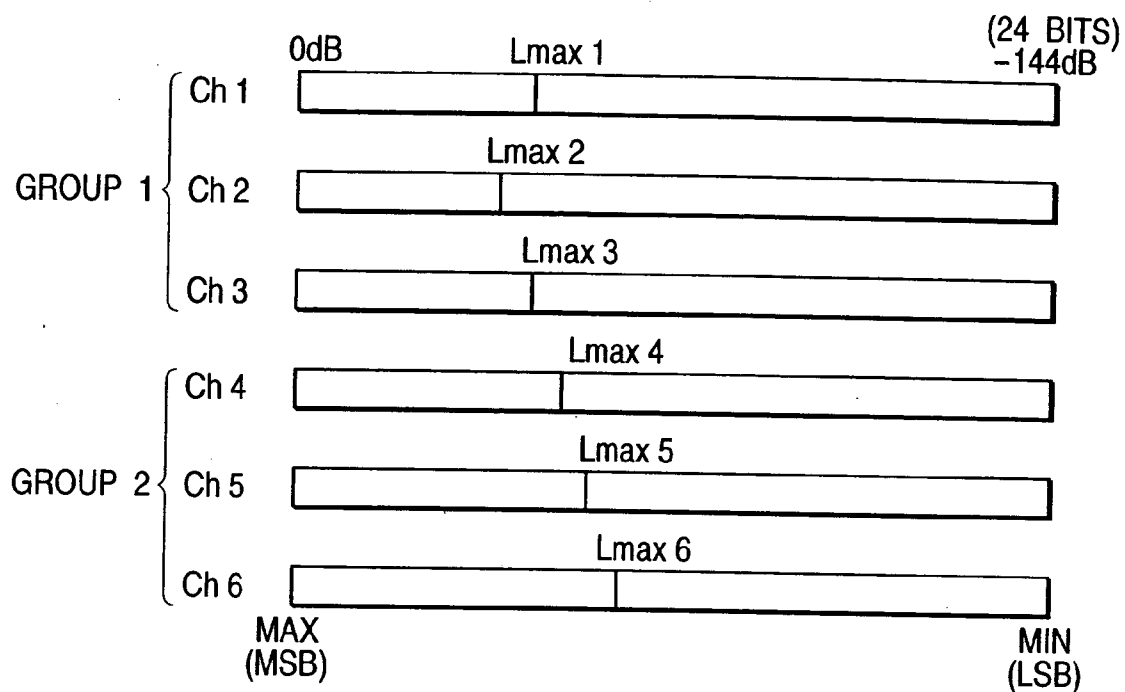 (24 BITS)
0dB Lmax 1 -144dB
Ch 1
Lmax 2
GROUP 1 Ch 2
Lmax 3
Ch 3
Lmax 4
Ch 4
Lmax 5
GROUP 2 Ch 5
Lmax 6
Ch 6
MAX MIN
(MSB) (LSB)